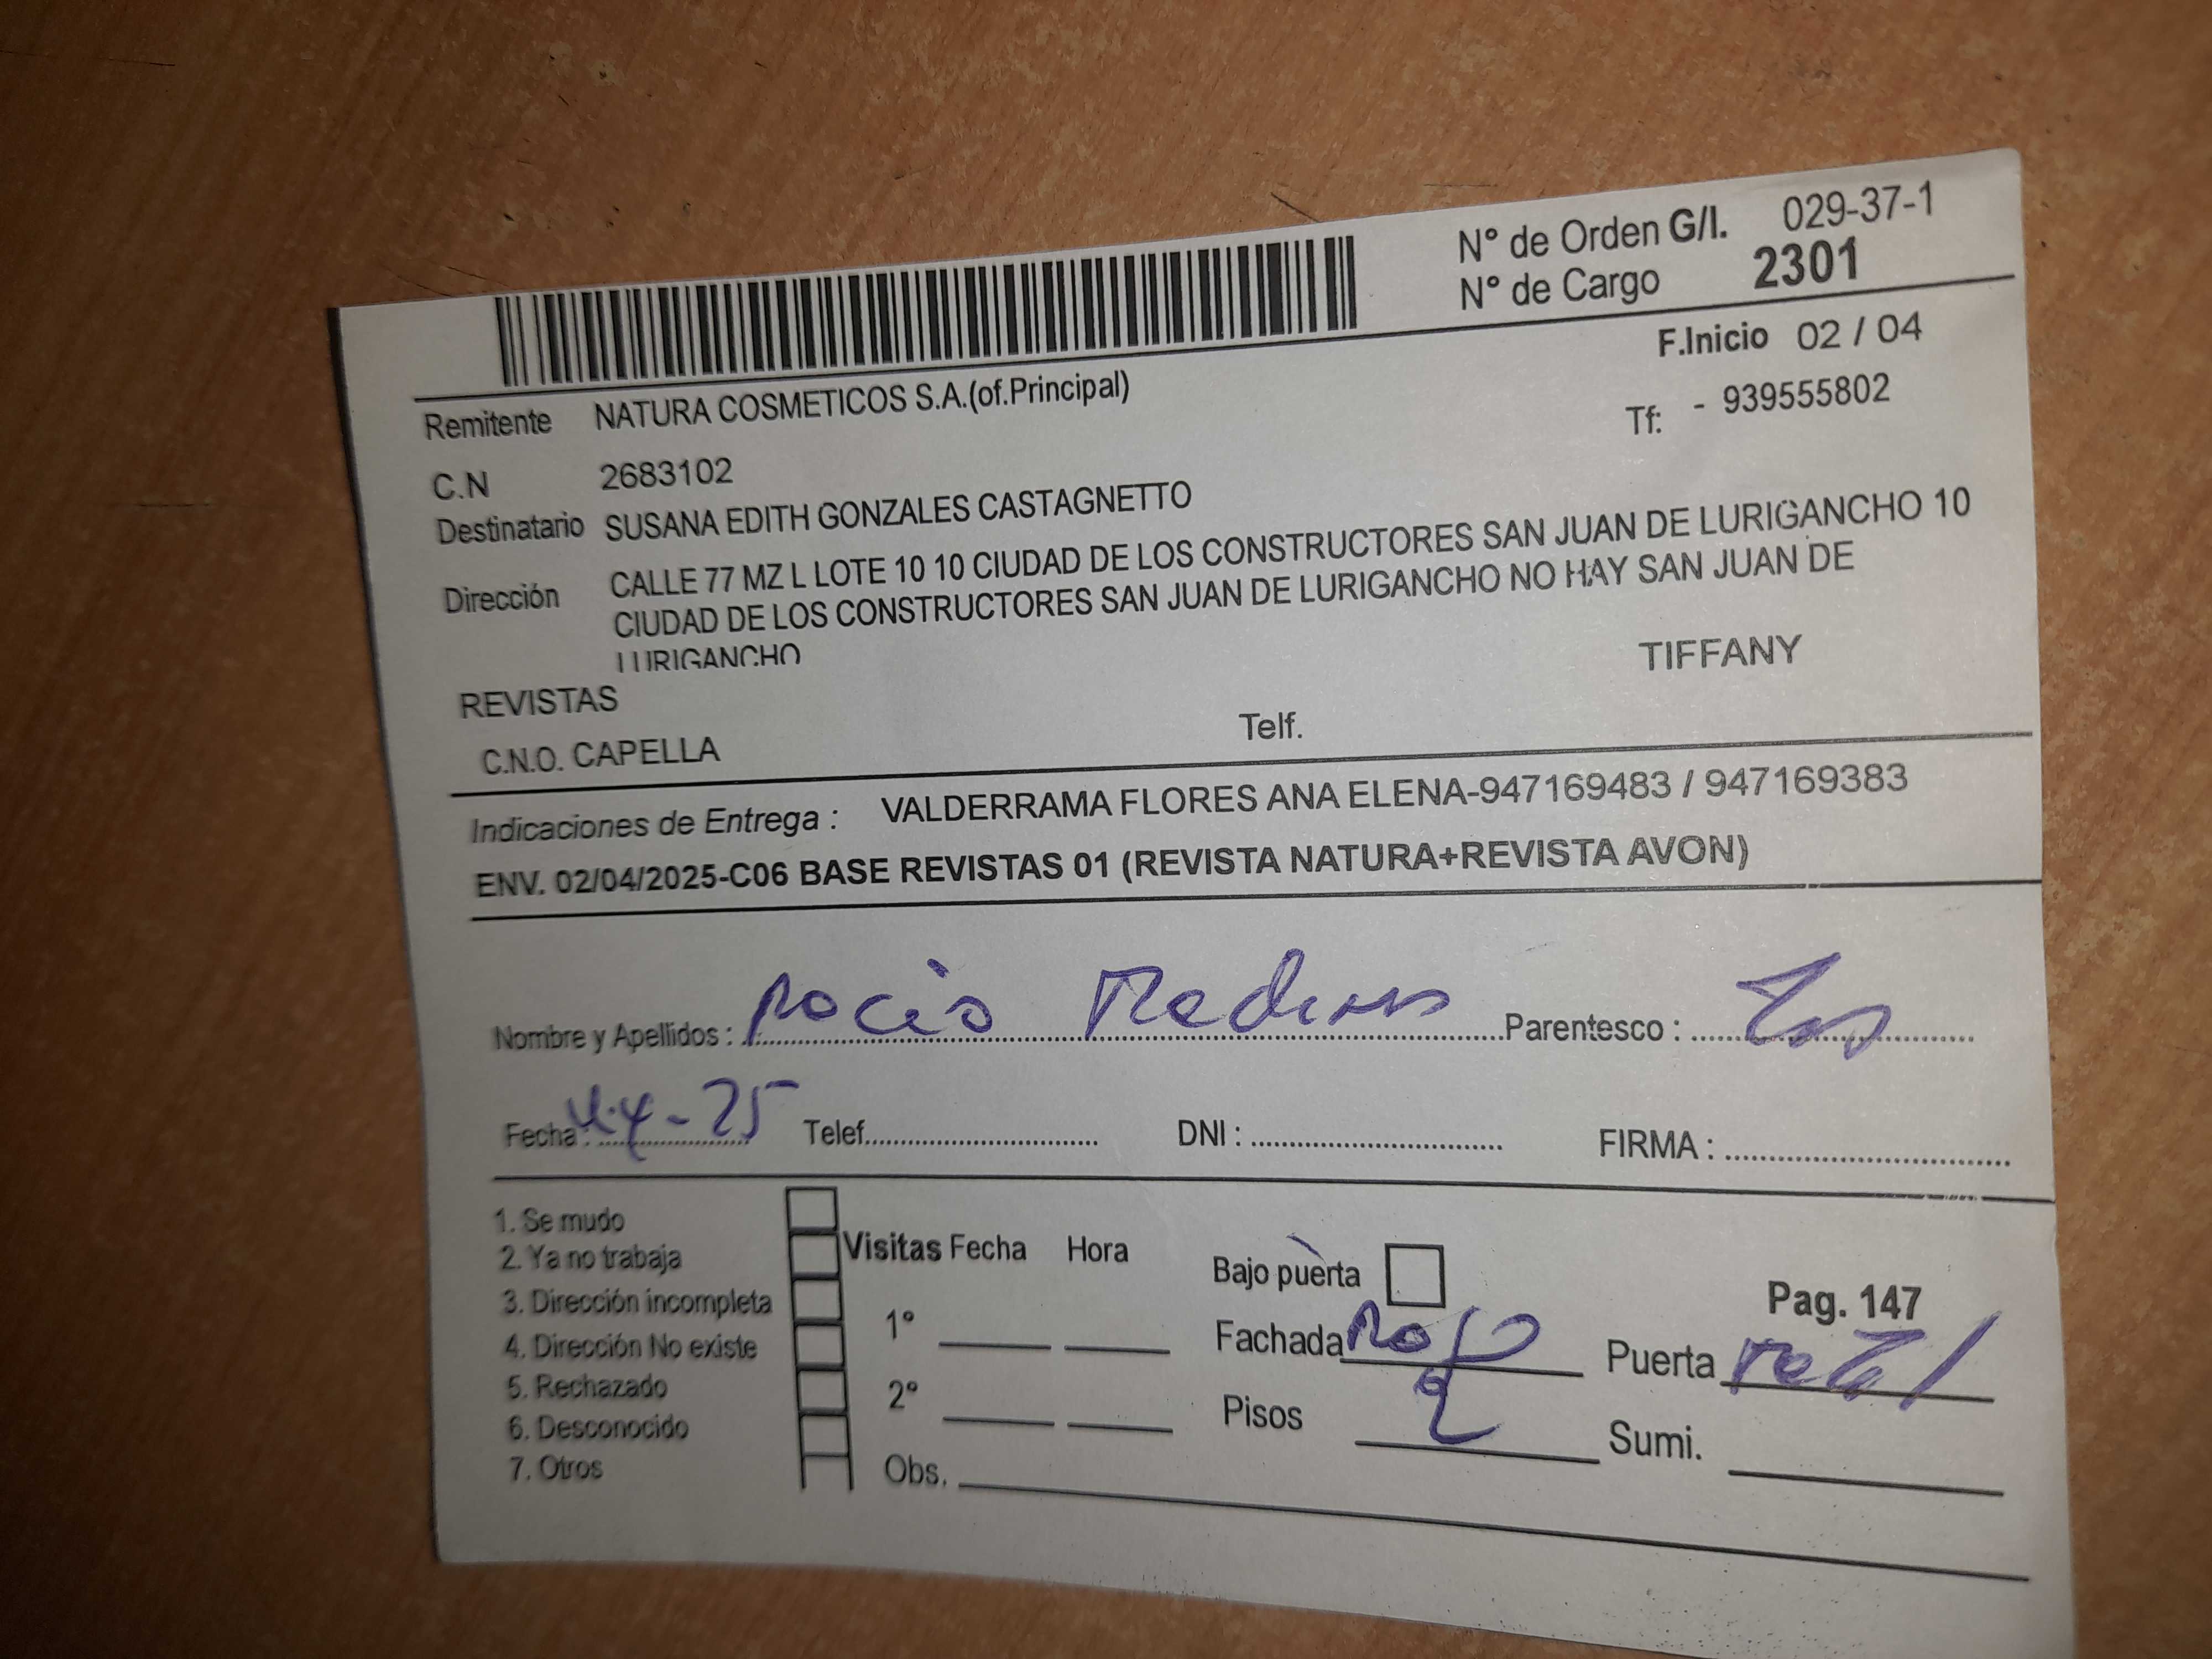 N° de Orden G/I. 029-37-1
N° de Cargo 2301
F.Inicio 02 / 04
Remitente NATURA COSMETICOS S.A.(of.Principal)
Tf: - 939555802
C.N 2683102
Destinatario SUSANA EDITH GONZALES CASTAGNETTO
Dirección CALLE 77 MZ L LOTE 10 10 CIUDAD DE LOS CONSTRUCTORES SAN JUAN DE LURIGANCHO 10
CIUDAD DE LOS CONSTRUCTORES SAN JUAN DE LURIGANCHO NO HAY SAN JUAN DE
LURIGANCHO
TIFFANY
REVISTAS
C.N.O. CAPELLA Telf.
Indicaciones de Entrega : VALDERRAMA FLORES ANA ELENA-947169483 / 947169383
ENV. 02/04/2025-C06 BASE REVISTAS 01 (REVISTA NATURA+REVISTA AVON)
Nombre y Apellidos : Rocio Parentesco :
Fecha : 4-4-25 Telef. DNI : FIRMA :
1. Se mudo
2. Ya no trabaja
3. Dirección incompleta
4. Dirección No existe
5. Rechazado
6. Desconocido
7. Otros
Visitas Fecha Hora
1°
2°
Obs.
Bajo puerta
Pag. 147
Fachada Rojo Puerta Metal
Pisos 2 Sumi.